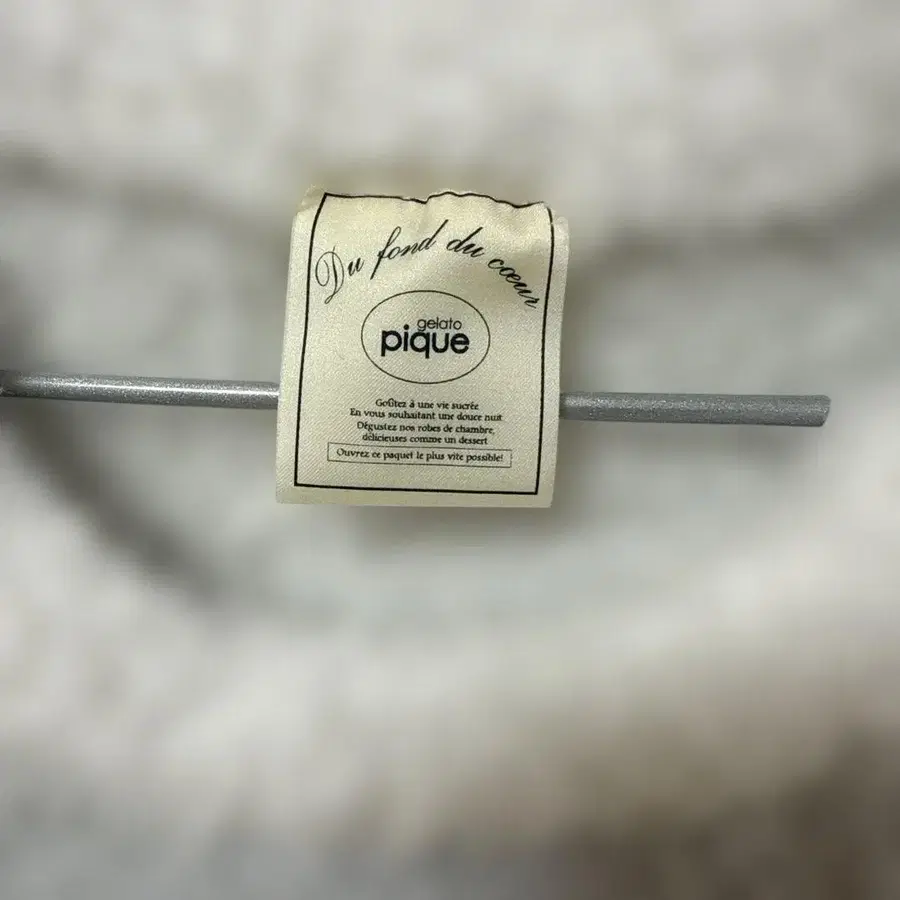 Du fond du cœur
gelato
pique
Goûtez à une vie sucrée
En vous souhaitant une douce nuit
Dégustez nos robes de chambre,
délicieuses comme un dessert
Ouvrez ce paquet le plus vite possible!